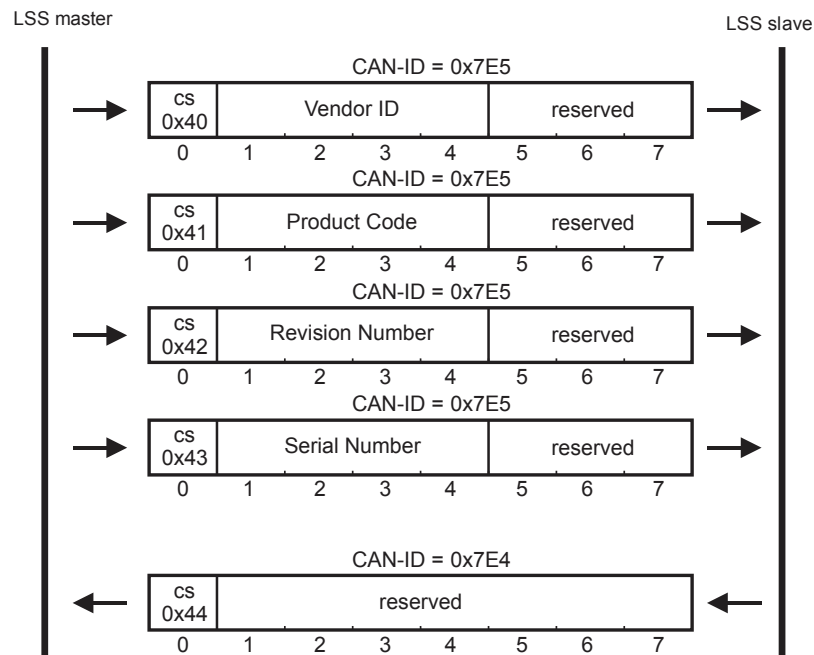 LSS master
LSS slave
CAN-ID = 0x7E5
cs
0x40
Vendor ID
reserved
0 1 2 3 4 5 6 7
CAN-ID = 0x7E5
cs
0x41
Product Code
reserved
0 1 2 3 4 5 6 7
CAN-ID = 0x7E5
cs
0x42
Revision Number
reserved
0 1 2 3 4 5 6 7
CAN-ID = 0x7E5
cs
0x43
Serial Number
reserved
0 1 2 3 4 5 6 7
CAN-ID = 0x7E4
cs
0x44
reserved
0 1 2 3 4 5 6 7